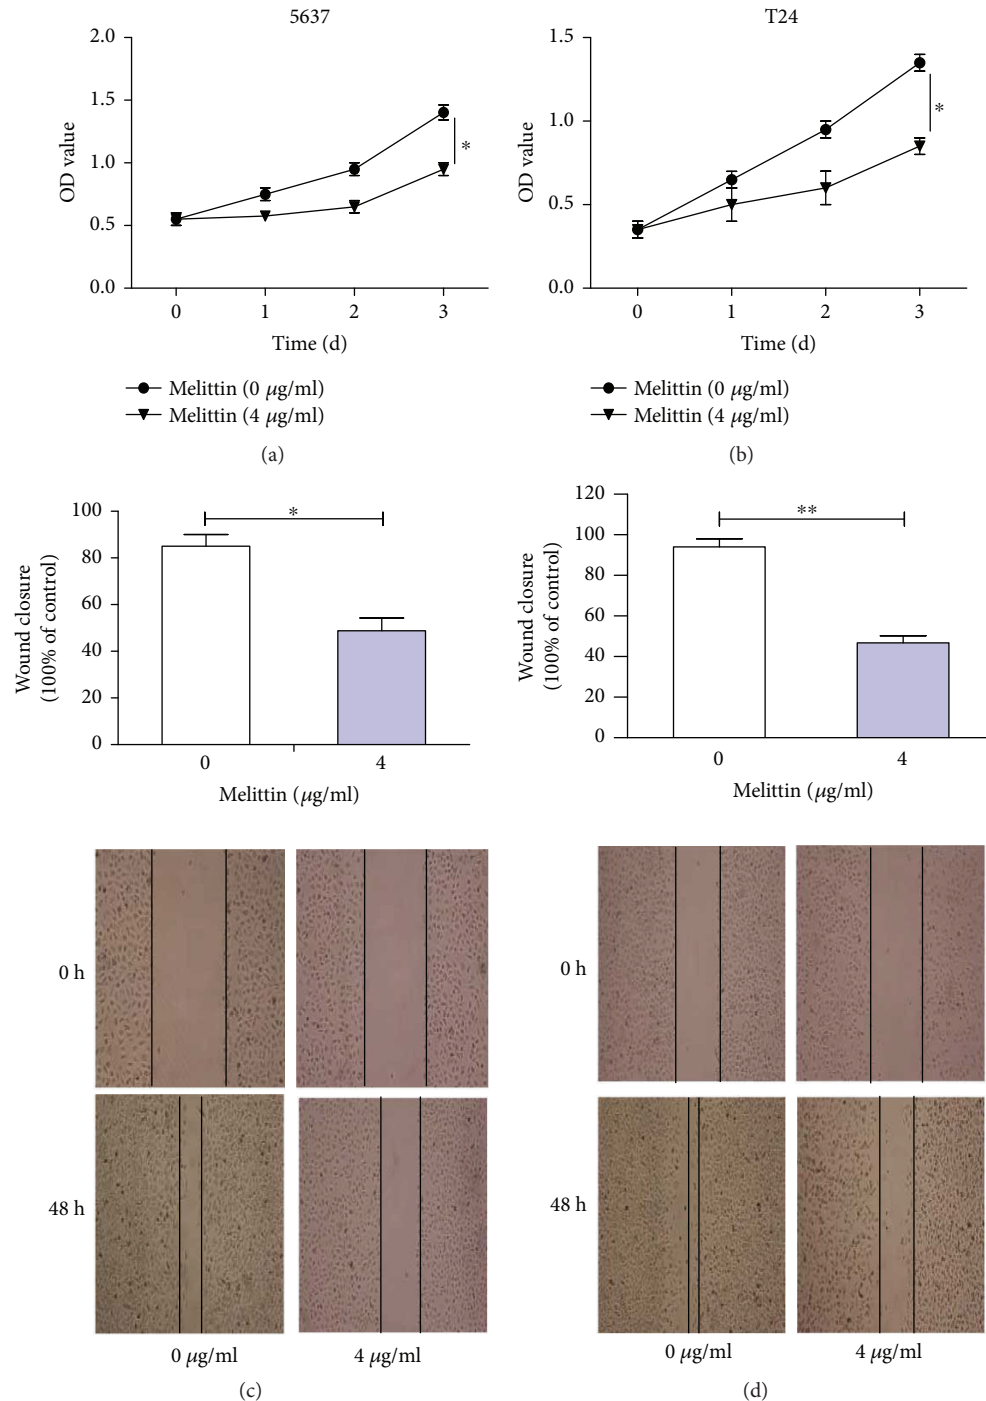 5637
2.0
1.5
1.0
0.5
0.0
OD value
*
0 1 2 3
Time (d)
Melittin (0 μg/ml)
Melittin (4 μg/ml)
(a)
T24
1.5
1.0
0.5
0.0
OD value
*
0 1 2 3
Time (d)
Melittin (0 μg/ml)
Melittin (4 μg/ml)
(b)
100
80
60
40
20
0
Wound closure
(100% of control)
*
0 4
Melittin (μg/ml)
120
100
80
60
40
20
0
Wound closure
(100% of control)
**
0 4
Melittin (μg/ml)
0 h
48 h
0 μg/ml 4 μg/ml
(c)
0 h
48 h
0 μg/ml 4 μg/ml
(d)